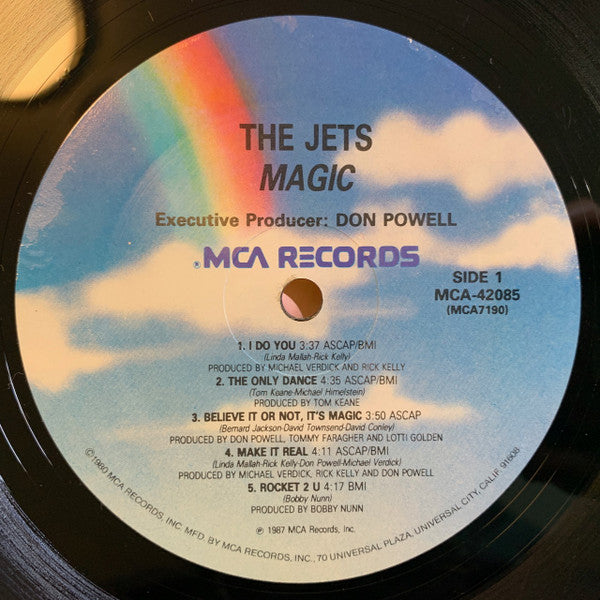 THE JETS
MAGIC
Executive Producer: DON POWELL
®MCA RECORDS
SIDE 1
MCA-42085
(MCA7190)
1. I DO YOU 3:37 ASCAP/BMI
(Linda Mallah-Rick Kelly)
PRODUCED BY MICHAEL VERDICK AND RICK KELLY
2. THE ONLY DANCE 4:35 ASCAP/BMI
(Tom Keane-Michael Himelstein)
PRODUCED BY TOM KEANE
3. BELIEVE IT OR NOT, IT'S MAGIC 3:50 ASCAP
(Bernard Jackson-David Townsend-David Conley)
PRODUCED BY DON POWELL, TOMMY FARAGHER AND LOTTI GOLDEN
4. MAKE IT REAL 4:11 ASCAP/BMI
(Linda Mallah-Rick Kelly-Don Powell-Michael Verdick)
PRODUCED BY MICHAEL VERDICK, RICK KELLY AND DON POWELL
5. ROCKET 2 U 4:17 BMI
(Bobby Nunn)
PRODUCED BY BOBBY NUNN
℗ 1987 MCA Records, Inc.
©1980 MCA RECORDS, INC. MFD. BY MCA RECORDS, INC., 70 UNIVERSAL PLAZA, UNIVERSAL CITY, CALIF. 91608